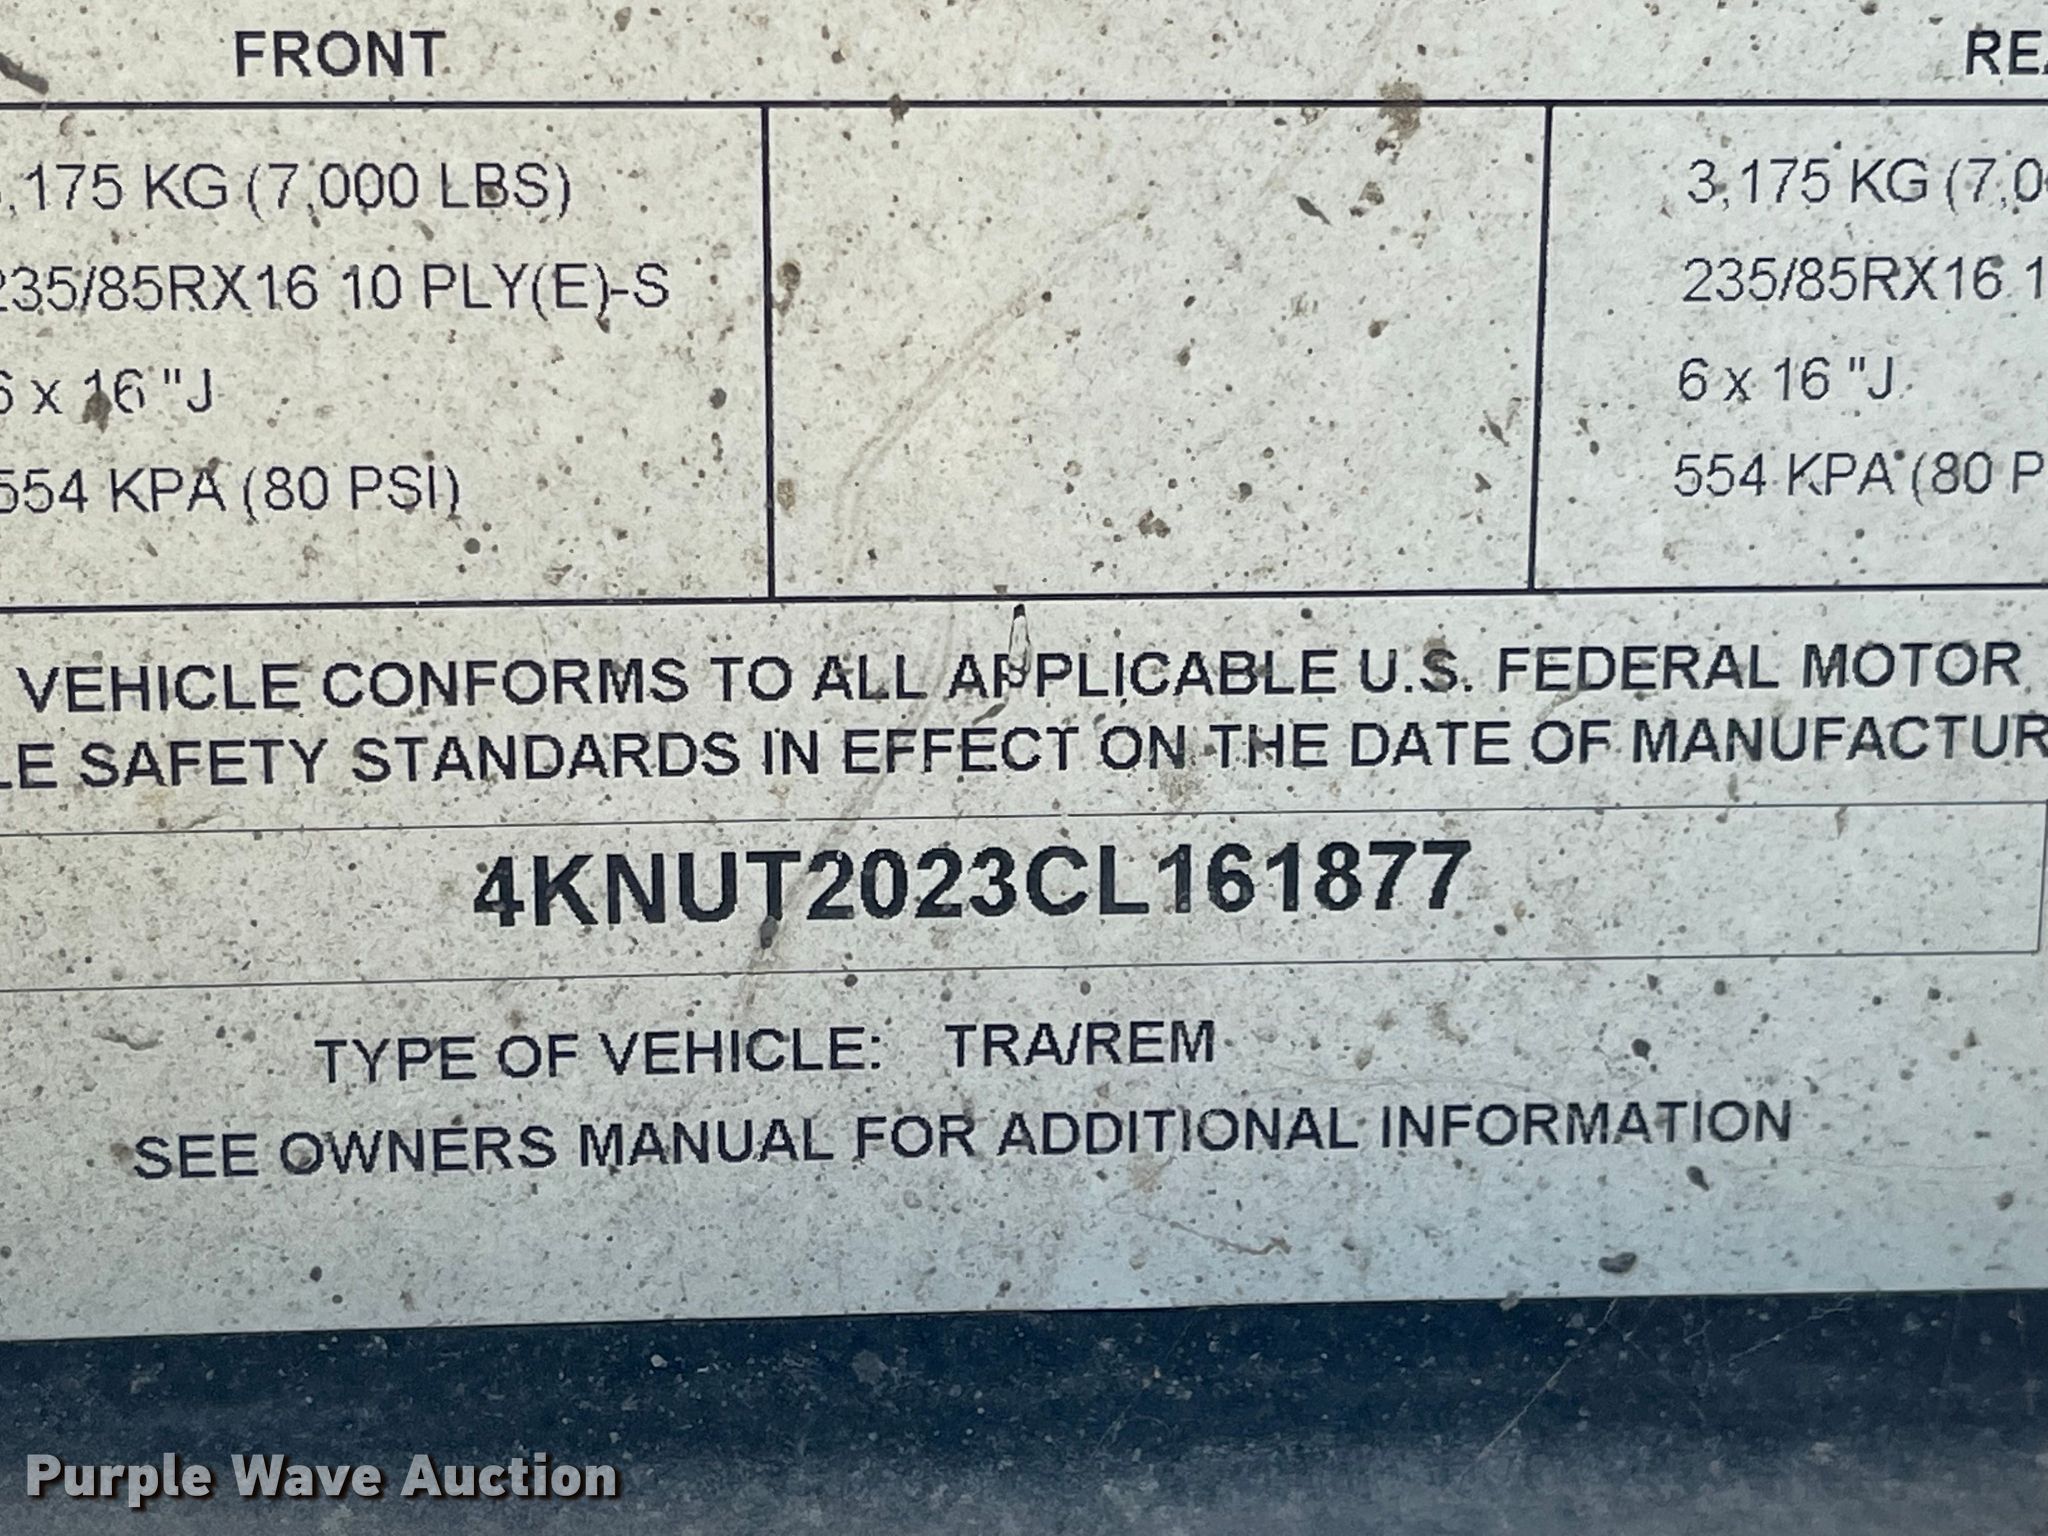 FRONT REA
,175 KG (7,000 LBS) 3,175 KG (7,0
235/85RX16 10 PLY(E)-S 235/85RX16 1
6 x 16 "J 6 x 16 "J
554 KPA (80 PSI) 554 KPA (80 P
VEHICLE CONFORMS TO ALL APPLICABLE U.S. FEDERAL MOTOR
LE SAFETY STANDARDS IN EFFECT ON THE DATE OF MANUFACTUR
4KNUT2023CL161877
TYPE OF VEHICLE: TRA/REM
SEE OWNERS MANUAL FOR ADDITIONAL INFORMATION
Purple Wave Auction